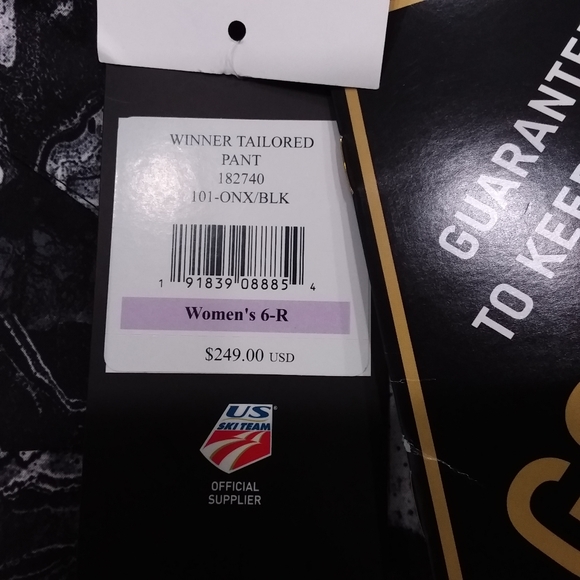 WINNER TAILORED
PANT
182740
101-ONX/BLK
1 91839 08885 4
Women's 6-R
$249.00 USD
US
SKI TEAM
OFFICIAL
SUPPLIER
GUARANTE
TO KEE